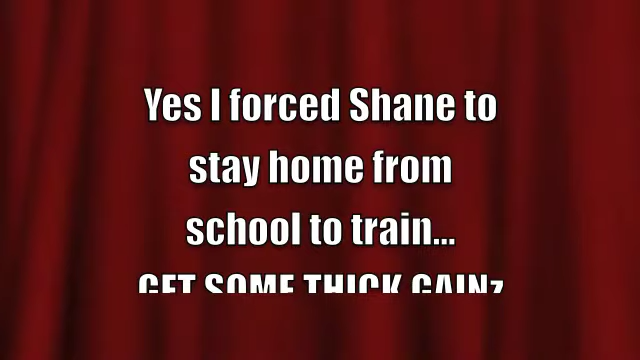 Yes I forced Shane to
stay home from
school to train...
GET SOME THICK GAINz